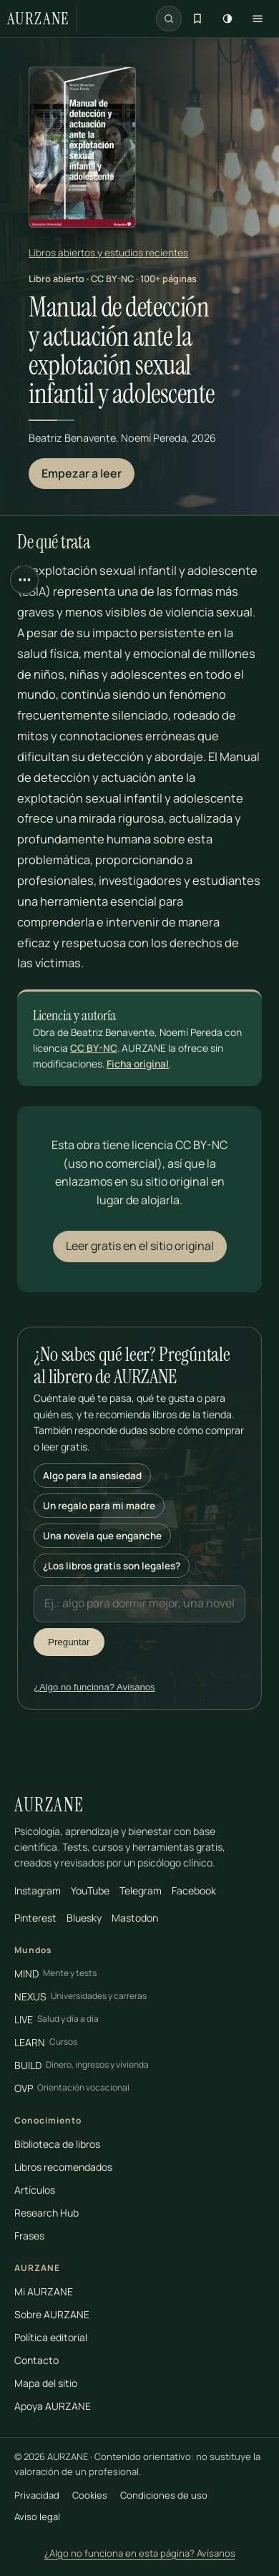 AURZANE
Manual de
detección y
actuación
ante la
explotación
sexual
infantil y
adolescente
Libros abiertos y estudios recientes
Libro abierto · CC BY-NC · 100+ páginas
Manual de detección
y actuación ante la
explotación sexual
infantil y adolescente
Beatriz Benavente, Noemí Pereda, 2026
Empezar a leer
De qué trata
explotación sexual infantil y adolescente
representa una de las formas más
graves y menos visibles de violencia sexual.
A pesar de su impacto persistente en la
salud física, mental y emocional de millones
de niños, niñas y adolescentes en todo el
mundo, continúa siendo un fenómeno
frecuentemente silenciado, rodeado de
mitos y connotaciones erróneas que
dificultan su detección y abordaje. El Manual
de detección y actuación ante la
explotación sexual infantil y adolescente
ofrece una mirada rigurosa, actualizada y
profundamente humana sobre esta
problemática, proporcionando a
profesionales, investigadores y estudiantes
una herramienta esencial para
comprenderla e intervenir de manera
eficaz y respetuosa con los derechos de
las víctimas.
Licencia y autoría
Obra de Beatriz Benavente, Noemí Pereda con
licencia CC BY-NC. AURZANE la ofrece sin
modificaciones. Ficha original.
Esta obra tiene licencia CC BY-NC
(uso no comercial), así que la
enlazamos en su sitio original en
lugar de alojarla.
Leer gratis en el sitio original
¿No sabes qué leer? Pregúntale
al librero de AURZANE
Cuéntale qué te pasa, qué te gusta o para
quién es, y te recomienda libros de la tienda.
También responde dudas sobre cómo comprar
o leer gratis.
Algo para la ansiedad
Un regalo para mi madre
Una novela que enganche
¿Los libros gratis son legales?
Ej.: algo para dormir mejor, una novel
Preguntar
¿Algo no funciona? Avísanos
AURZANE
Psicología, aprendizaje y bienestar con base
científica. Tests, cursos y herramientas gratis,
creados y revisados por un psicólogo clínico.
Instagram YouTube Telegram Facebook
Pinterest Bluesky Mastodon
Mundos
MIND Mente y tests
NEXUS Universidades y carreras
LIVE Salud y día a día
LEARN Cursos
BUILD Dinero, ingresos y vivienda
OVP Orientación vocacional
Conocimiento
Biblioteca de libros
Libros recomendados
Artículos
Research Hub
Frases
AURZANE
Mi AURZANE
Sobre AURZANE
Política editorial
Contacto
Mapa del sitio
Apoya AURZANE
© 2026 AURZANE · Contenido orientativo: no sustituye la
valoración de un profesional.
Privacidad Cookies Condiciones de uso
Aviso legal
¿Algo no funciona en esta página? Avísanos